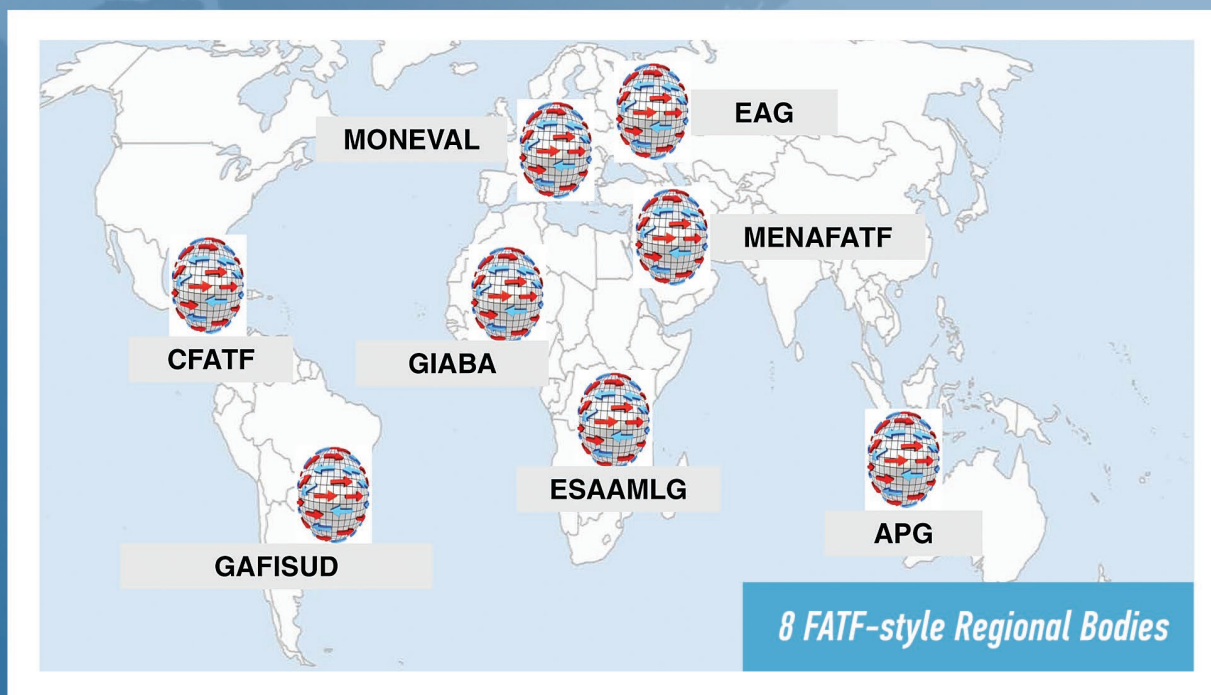 EAG
MONEVAL
MENAFATF
CFATF
GIABA
ESAAMLG
APG
GAFISUD
8 FATF-style Regional Bodies